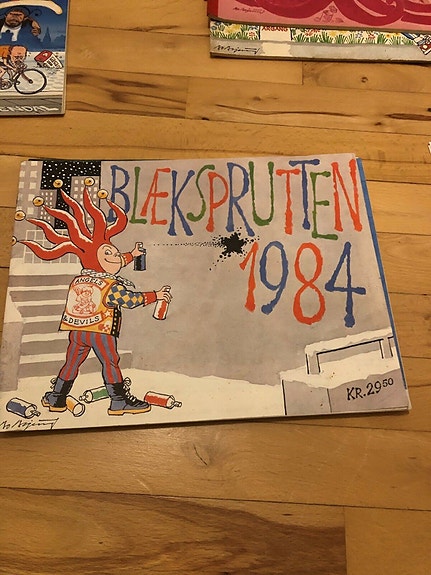 BLÆKSPRUTTEN
1984
ANGELS
& DEVILS
KR. 29 50